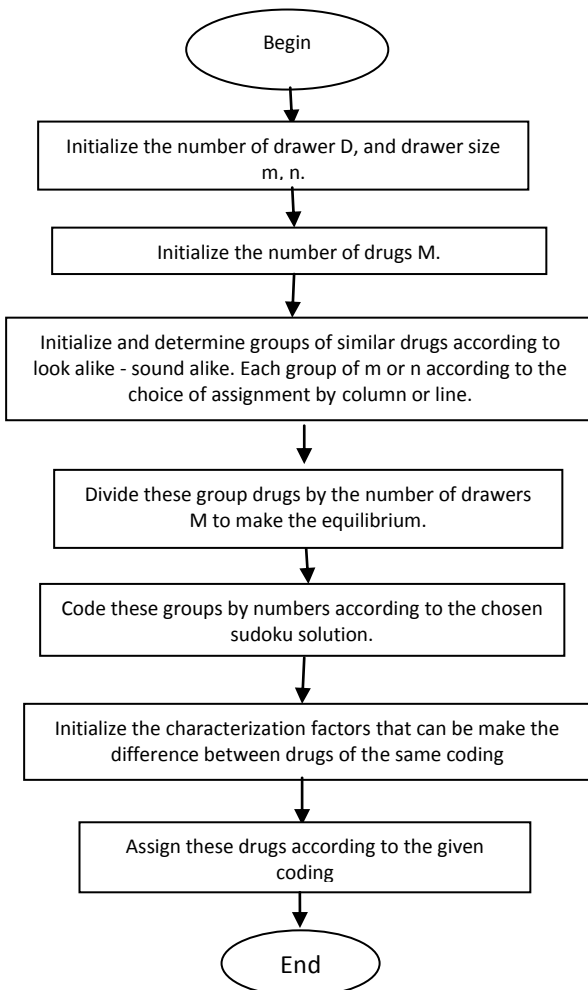 Begin
Initialize the number of drawer D, and drawer size
m, n.
Initialize the number of drugs M.
Initialize and determine groups of similar drugs according to
look alike - sound alike. Each group of m or n according to the
choice of assignment by column or line.
Divide these group drugs by the number of drawers
M to make the equilibrium.
Code these groups by numbers according to the chosen
sudoku solution.
Initialize the characterization factors that can be make the
difference between drugs of the same coding
Assign these drugs according to the given
coding
End